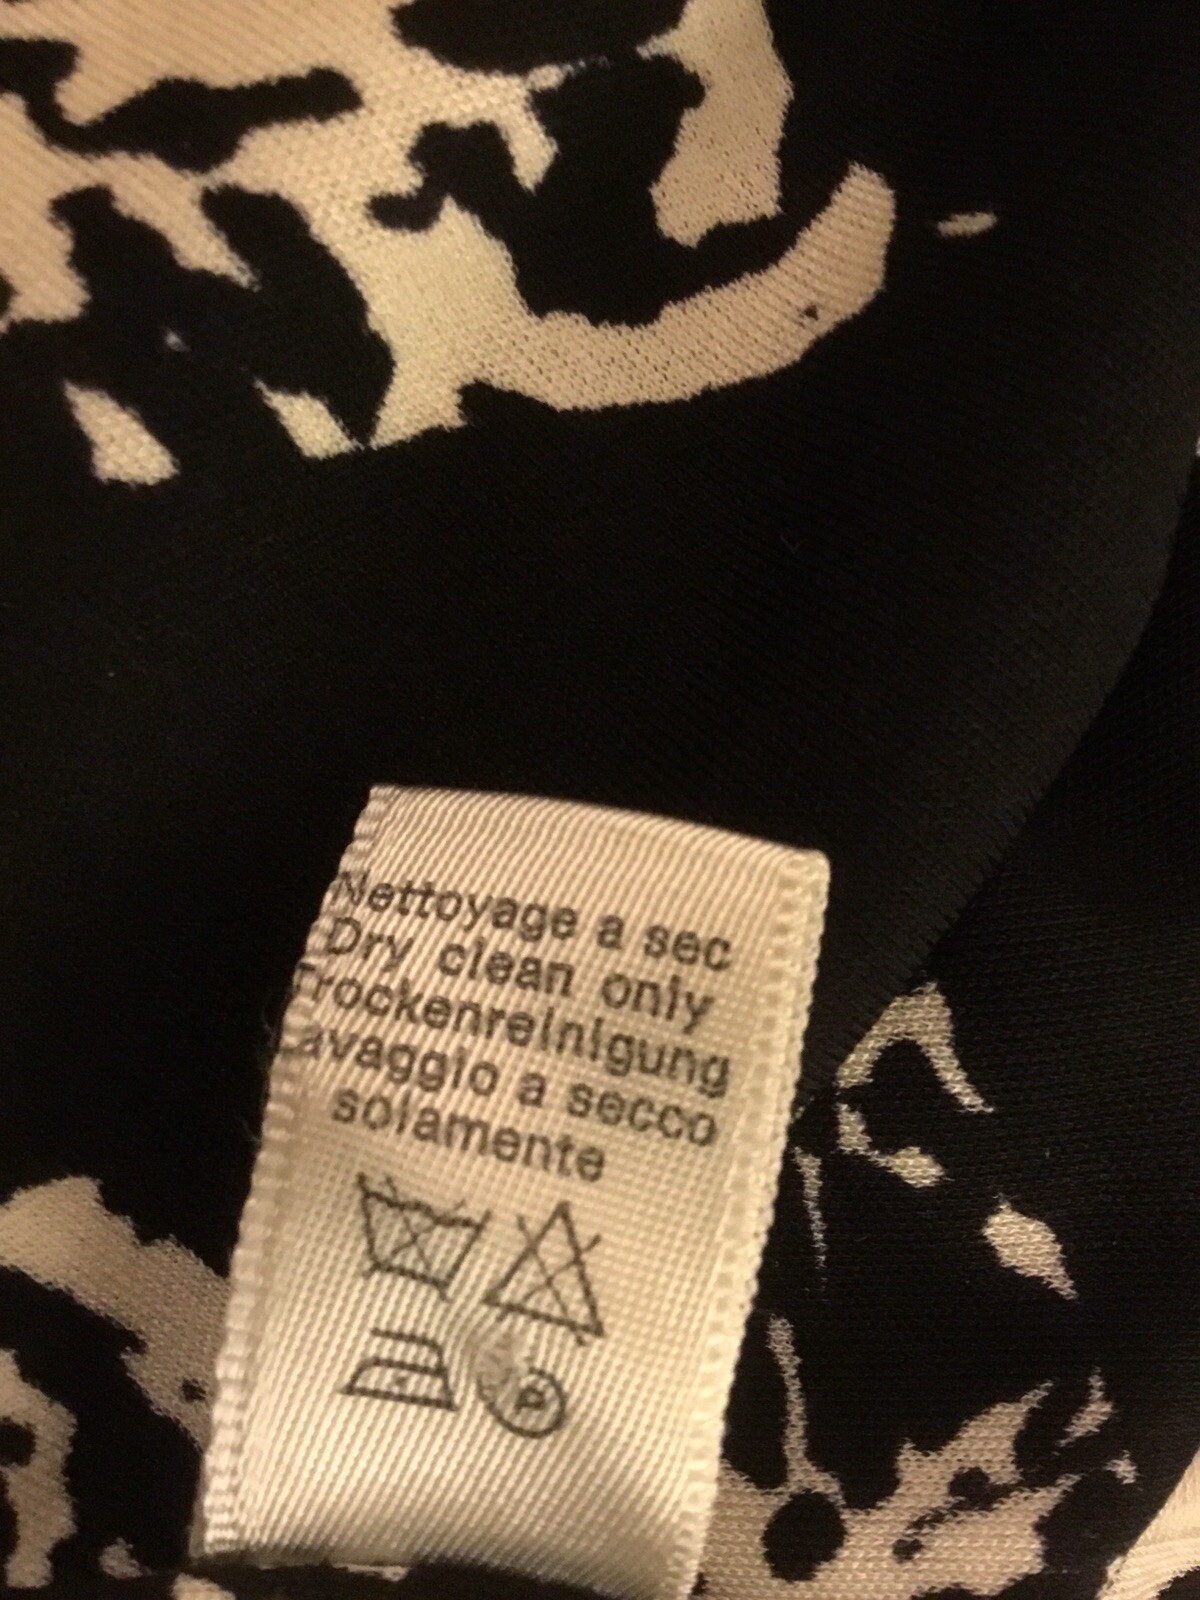 Nettoyage a sec
Dry clean only
Trockenreinigung
Lavaggio a secco
solamente
P